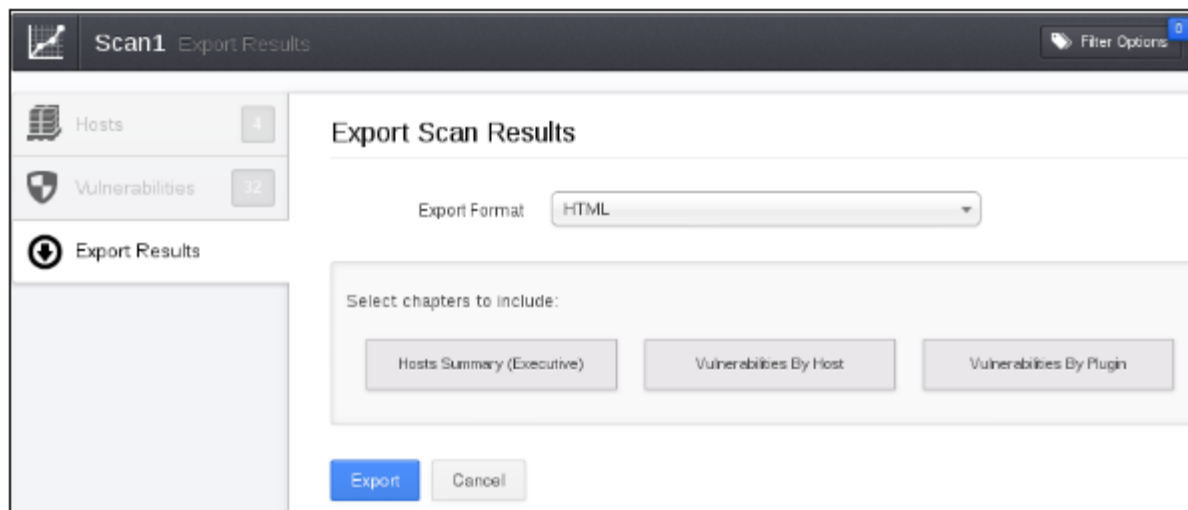 Scan1 Export Results
Filter Options 0
Hosts 4
Vulnerabilities 32
Export Results
Export Scan Results
Export Format HTML
Select chapters to include:
Hosts Summary (Executive) Vulnerabilities By Host Vulnerabilities By Plugin
Export Cancel